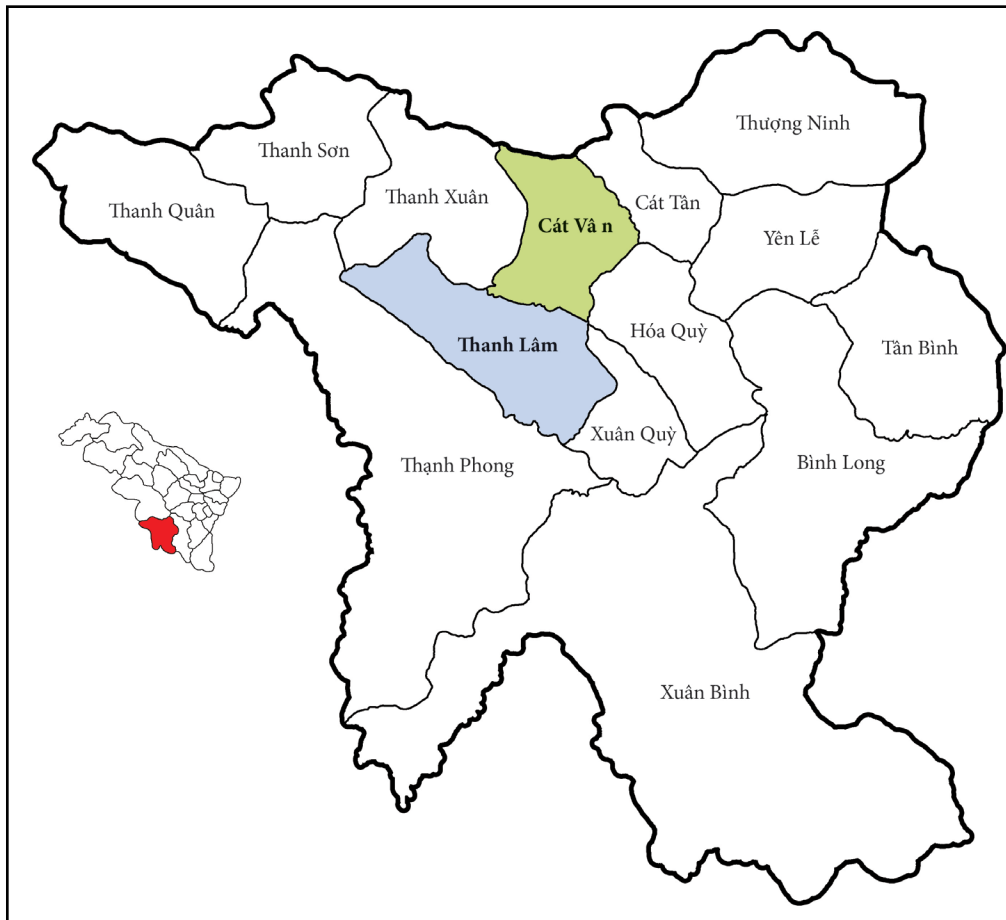 Thượng Ninh
Thanh Sơn
Thanh Xuân
Cát Tân
Thanh Quân
Cát Vâ n
Yên Lễ
Hóa Quỳ
Thanh Lâm
Tân Bình
Xuân Quỳ
Thạnh Phong
Bình Long
Xuân Bình